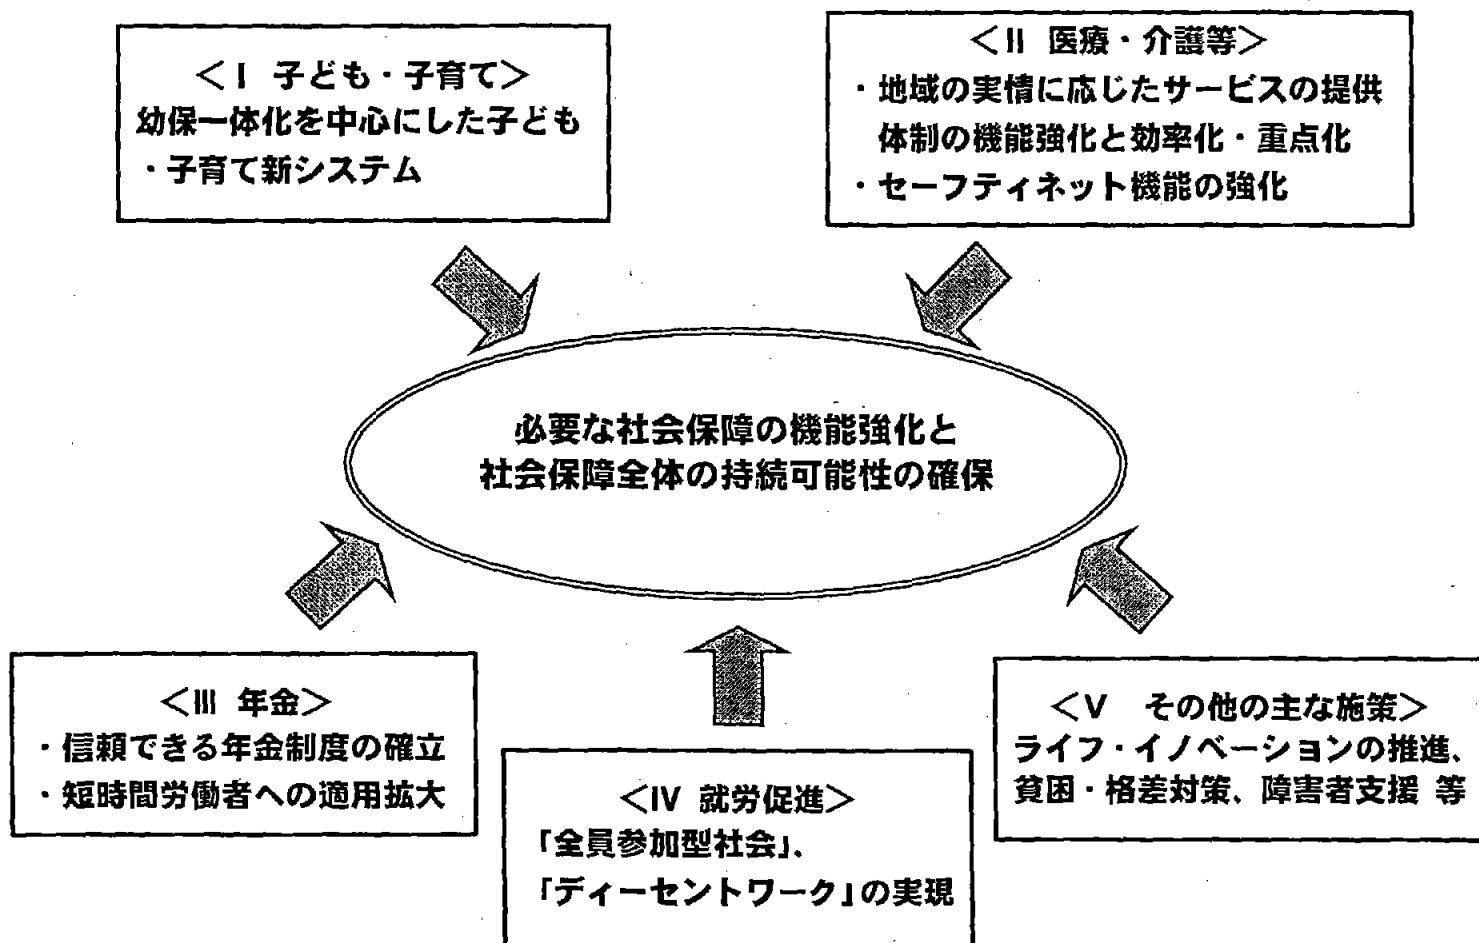 ＜Ⅰ 子ども・子育て＞
幼保一体化を中心にした子ども
・子育て新システム
＜Ⅱ 医療・介護等＞
・地域の実情に応じたサービスの提供
体制の機能強化と効率化・重点化
・セーフティネット機能の強化
必要な社会保障の機能強化と
社会保障全体の持続可能性の確保
＜Ⅲ 年金＞
・信頼できる年金制度の確立
・短時間労働者への適用拡大
＜Ⅳ 就労促進＞
「全員参加型社会」、
「ディーセントワーク」の実現
＜Ⅴ その他の主な施策＞
ライフ・イノベーションの推進、
貧困・格差対策、障害者支援 等